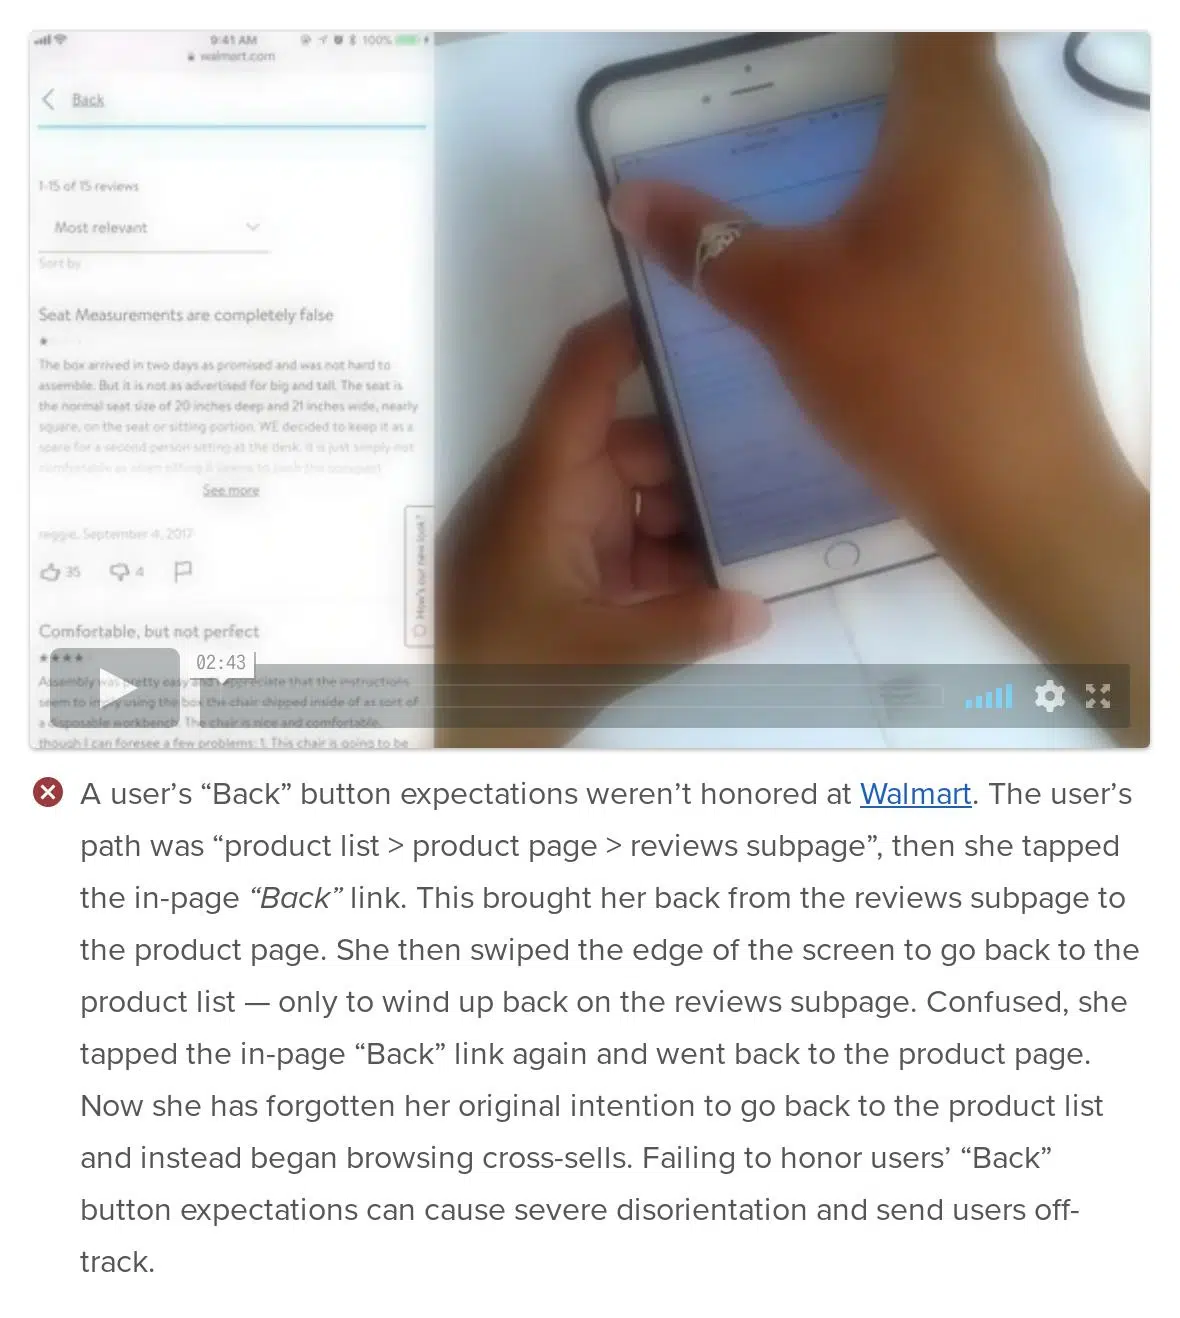 9:41 AM 100%
walmart.com
Back
1-15 of 15 reviews
Most relevant
Sort by
Seat Measurements are completely false
The box arrived in two days as promised and was not hard to
assemble. But it is not as advertised for big and tall. The seat is
the normal seat size of 20 inches deep and 21 inches wide, nearly
square, on the seat or sitting portion. WE decided to keep it as a
spare for a second person sitting at the desk. It is just simply not
comfortable as when sitting it seems to
See more
reggie, September 4, 2017
35 4
How's our new look?
Comfortable, but not perfect
02:43
Assembly was pretty easy and I appreciate that the instructions
seem to imply using the box the chair shipped inside of as sort of
a disposable workbench. The chair is nice and comfortable,
though I can foresee a few problems: 1. This chair is going to be
A user’s “Back” button expectations weren’t honored at Walmart. The user’s
path was “product list > product page > reviews subpage”, then she tapped
the in-page “Back” link. This brought her back from the reviews subpage to
the product page. She then swiped the edge of the screen to go back to the
product list — only to wind up back on the reviews subpage. Confused, she
tapped the in-page “Back” link again and went back to the product page.
Now she has forgotten her original intention to go back to the product list
and instead began browsing cross-sells. Failing to honor users’ “Back”
button expectations can cause severe disorientation and send users off-
track.